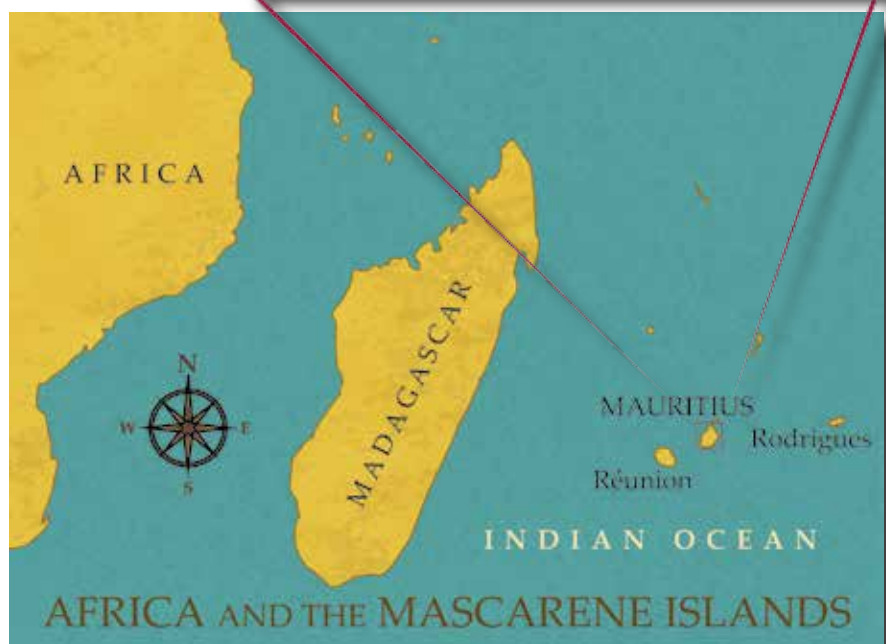 AFRICA
MADAGASCAR
N
W
E
S
MAURITIUS
Rodrigues
Réunion
INDIAN OCEAN
AFRICA AND THE MASCARENE ISLANDS